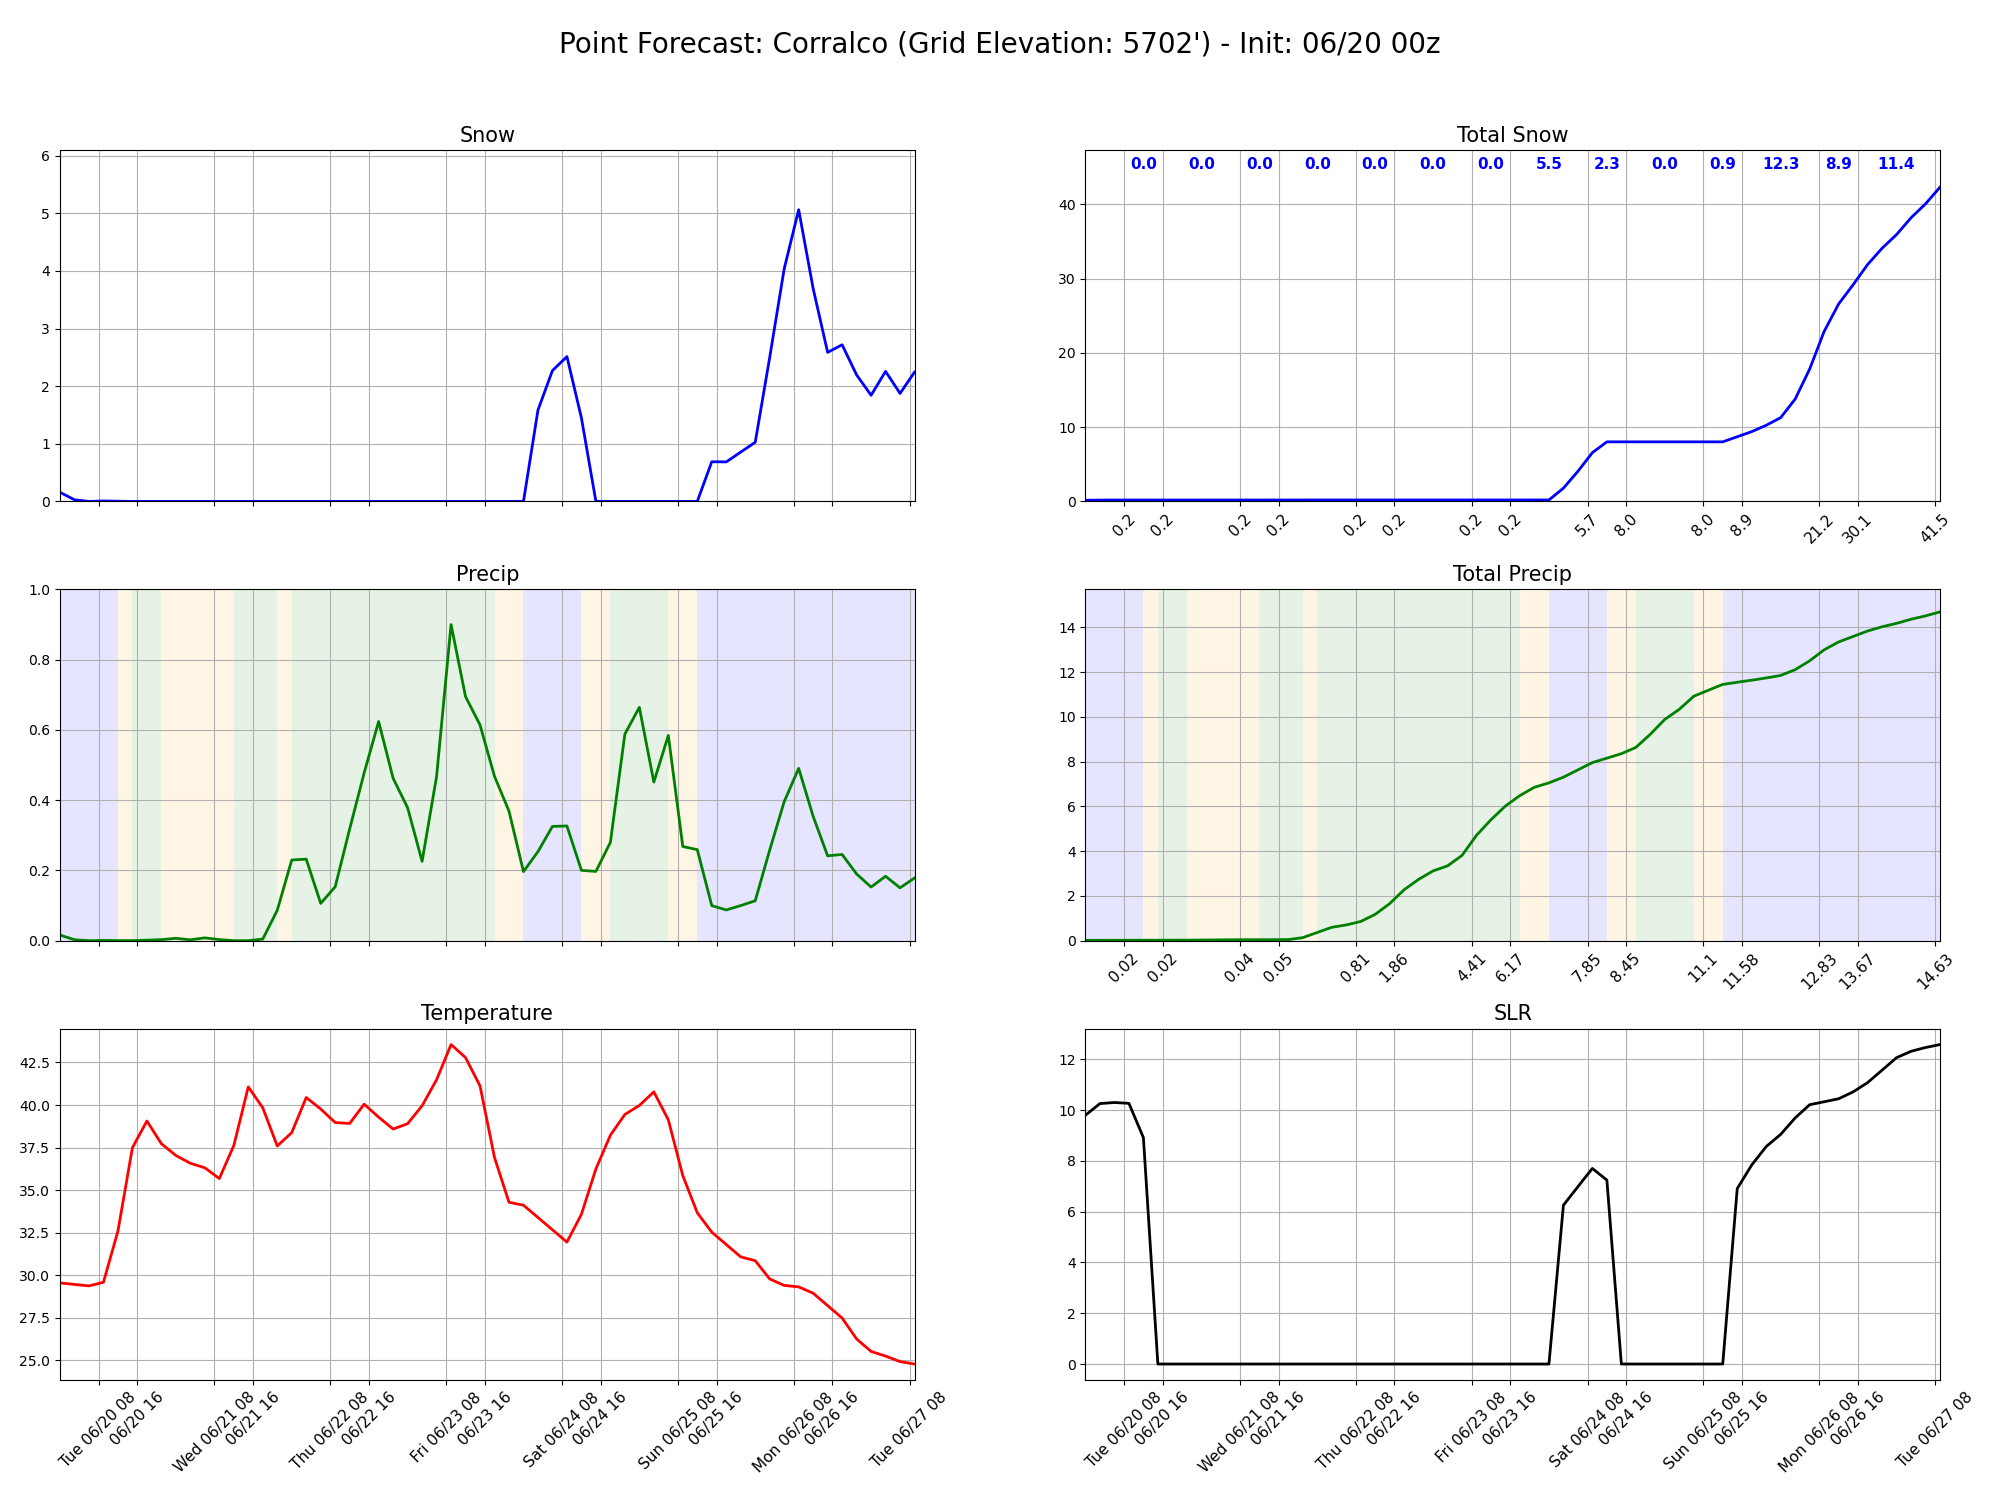 Point Forecast: Corralco (Grid Elevation: 5702') - Init: 06/20 00z
Snow
6
5
4
3
2
1
0
Total Snow
0.0 0.0 0.0 0.0 0.0 0.0 0.0 5.5 2.3 0.0 0.9 12.3 8.9 11.4
40
30
20
10
0
0.2 0.2 0.2 0.2 0.2 0.2 0.2 0.2 5.7 8.0 8.0 8.9 21.2 30.1 41.5
Precip
1.0
0.8
0.6
0.4
0.2
0.0
Total Precip
14
12
10
8
6
4
2
0
0.02 0.02 0.04 0.05 0.81 1.86 4.41 6.17 7.85 8.45 11.1 11.58 12.83 13.67 14.63
Temperature
42.5
40.0
37.5
35.0
32.5
30.0
27.5
25.0
Tue 06/20 08
06/20 16
Wed 06/21 08
06/21 16
Thu 06/22 08
06/22 16
Fri 06/23 08
06/23 16
Sat 06/24 08
06/24 16
Sun 06/25 08
06/25 16
Mon 06/26 08
06/26 16
Tue 06/27 08
SLR
12
10
8
6
4
2
0
Tue 06/20 08
06/20 16
Wed 06/21 08
06/21 16
Thu 06/22 08
06/22 16
Fri 06/23 08
06/23 16
Sat 06/24 08
06/24 16
Sun 06/25 08
06/25 16
Mon 06/26 08
06/26 16
Tue 06/27 08